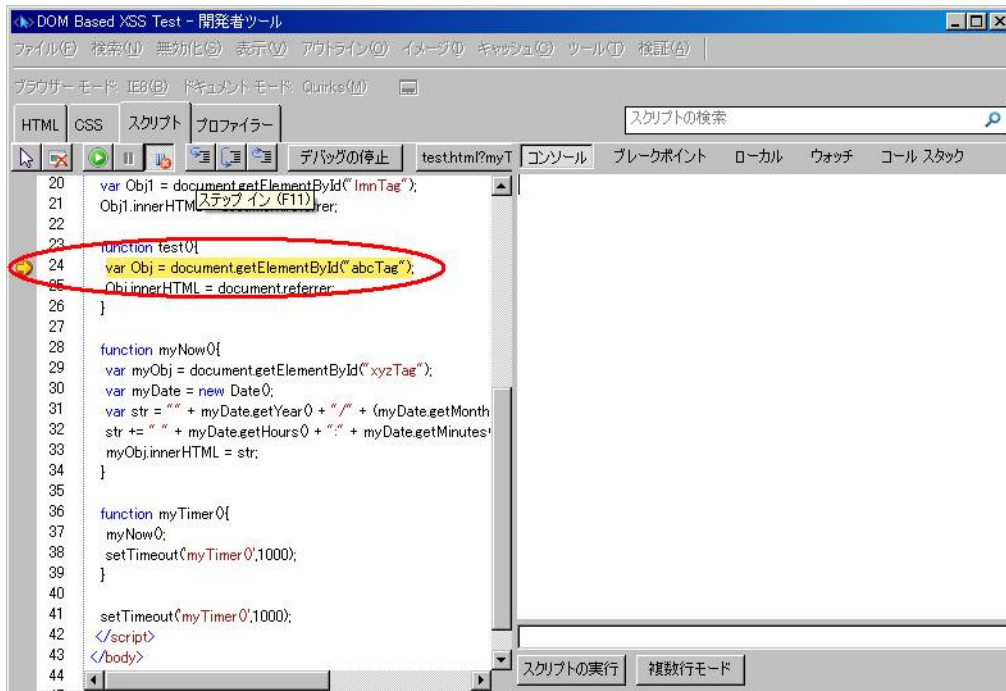 DOM Based XSS Test - 開発者ツール
ファイル(F) 検索(N) 無効化(S) 表示(V) アウトライン(O) イメージ(I) キャッシュ(C) ツール(T) 検証(A)
ブラウザー モード: IE8(B) ドキュメント モード: Quirks(M)
HTML CSS スクリプト プロファイラー スクリプトの検索
デバッグの停止 test.html?myT コンソール ブレークポイント ローカル ウォッチ コール スタック
20 var Obj1 = document.getElementById("lmnTag");
ステップ イン (F11)
21 Obj1.innerHTM rrer;
22
23 function test(){
24 var Obj = document.getElementById("abcTag");
25 Obj.innerHTML = document.referrer;
26 }
27
28 function myNow(){
29 var myObj = document.getElementById("xyzTag");
30 var myDate = new Date();
31 var str = "" + myDate.getYear() + "/" + (myDate.getMonth
32 str += " " + myDate.getHours() + ":" + myDate.getMinutes(
33 myObj.innerHTML = str;
34 }
35
36 function myTimer(){
37 myNow();
38 setTimeout('myTimer()',1000);
39 }
40
41 setTimeout('myTimer()',1000);
42 </script>
43 </body>
44
スクリプトの実行 複数行モード